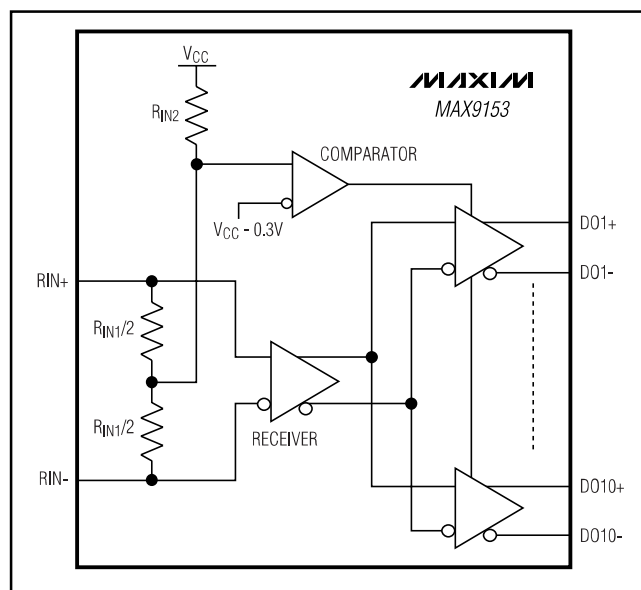 VCC
MAXIM
MAX9153
RIN2
COMPARATOR
VCC - 0.3V
DO1+
DO1-
RIN+
RIN1/2
RIN1/2
RECEIVER
RIN-
DO10+
DO10-